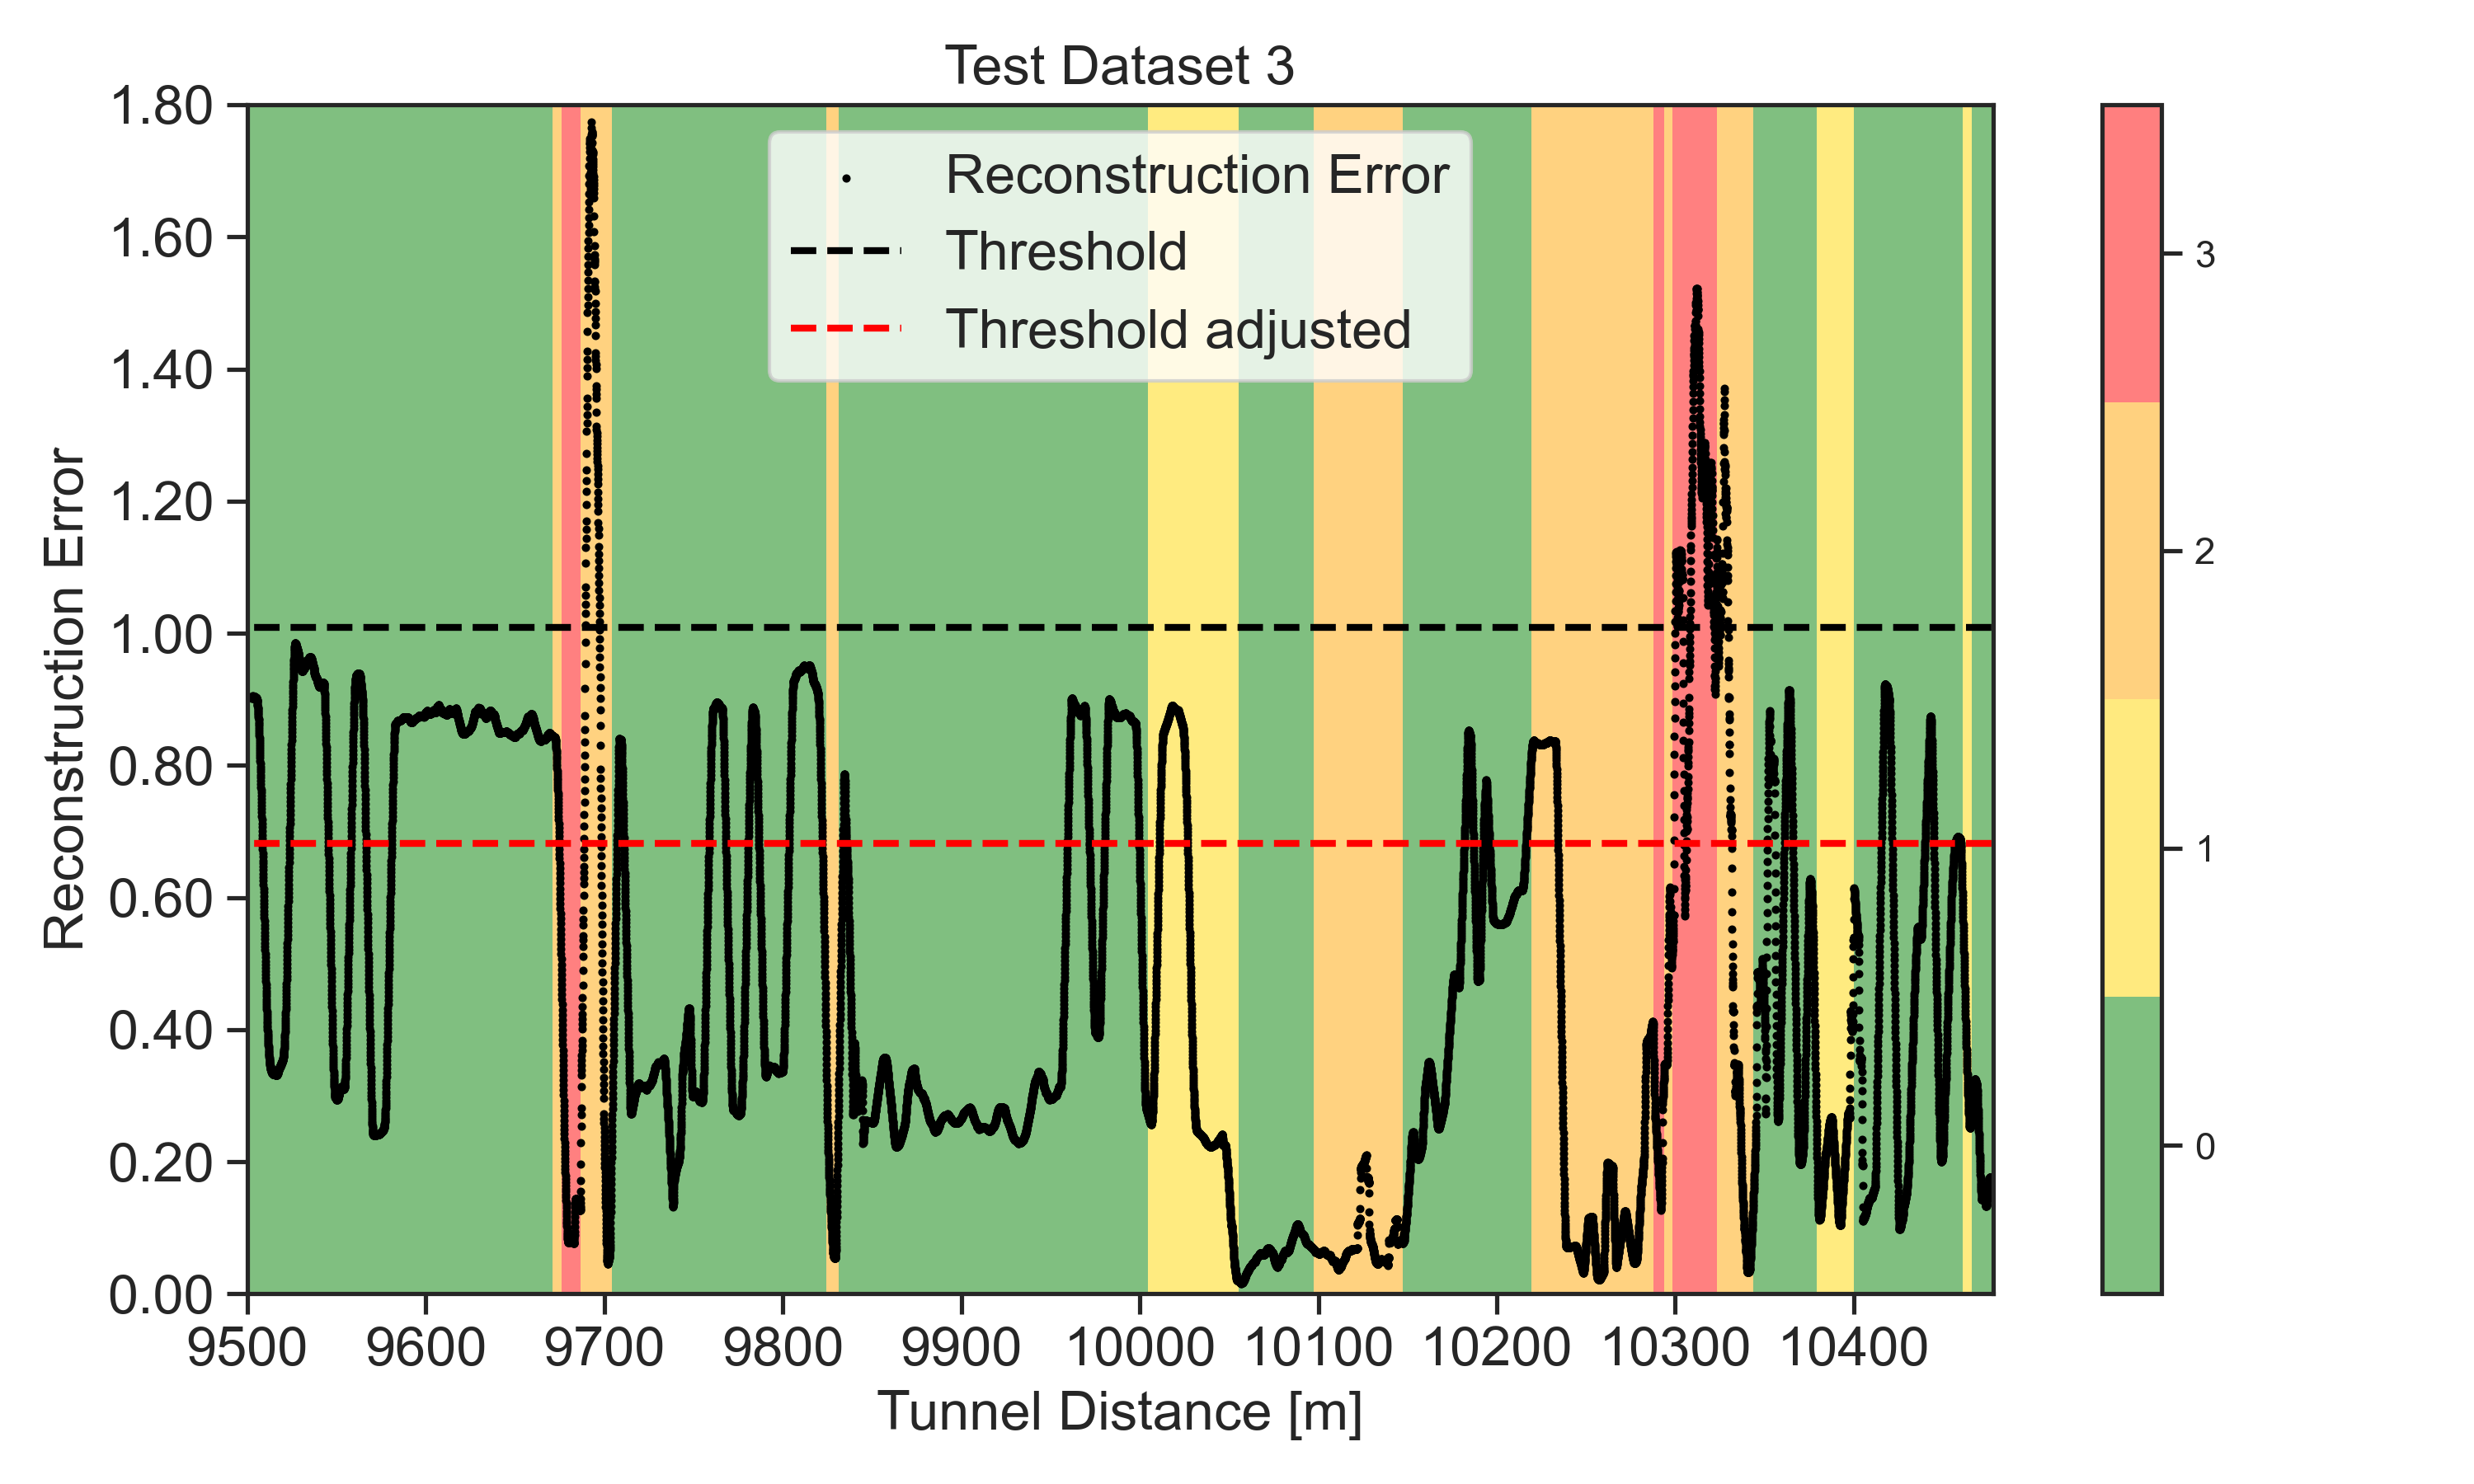 Test Dataset 3
1.80
1.60
1.40
1.20
1.00
0.80
0.60
0.40
0.20
0.00
Reconstruction Error
Reconstruction Error
Threshold
Threshold adjusted
9500 9600 9700 9800 9900 10000 10100 10200 10300 10400
Tunnel Distance [m]
3
2
1
0